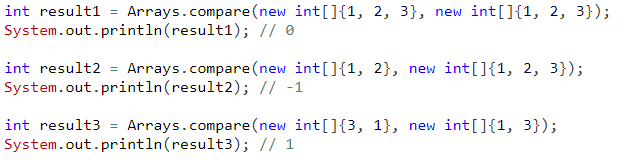 int result1 = Arrays.compare(new int[]{1, 2, 3}, new int[]{1, 2, 3});
System.out.println(result1); // 0
int result2 = Arrays.compare(new int[]{1, 2}, new int[]{1, 2, 3});
System.out.println(result2); // -1
int result3 = Arrays.compare(new int[]{3, 1}, new int[]{1, 3});
System.out.println(result3); // 1